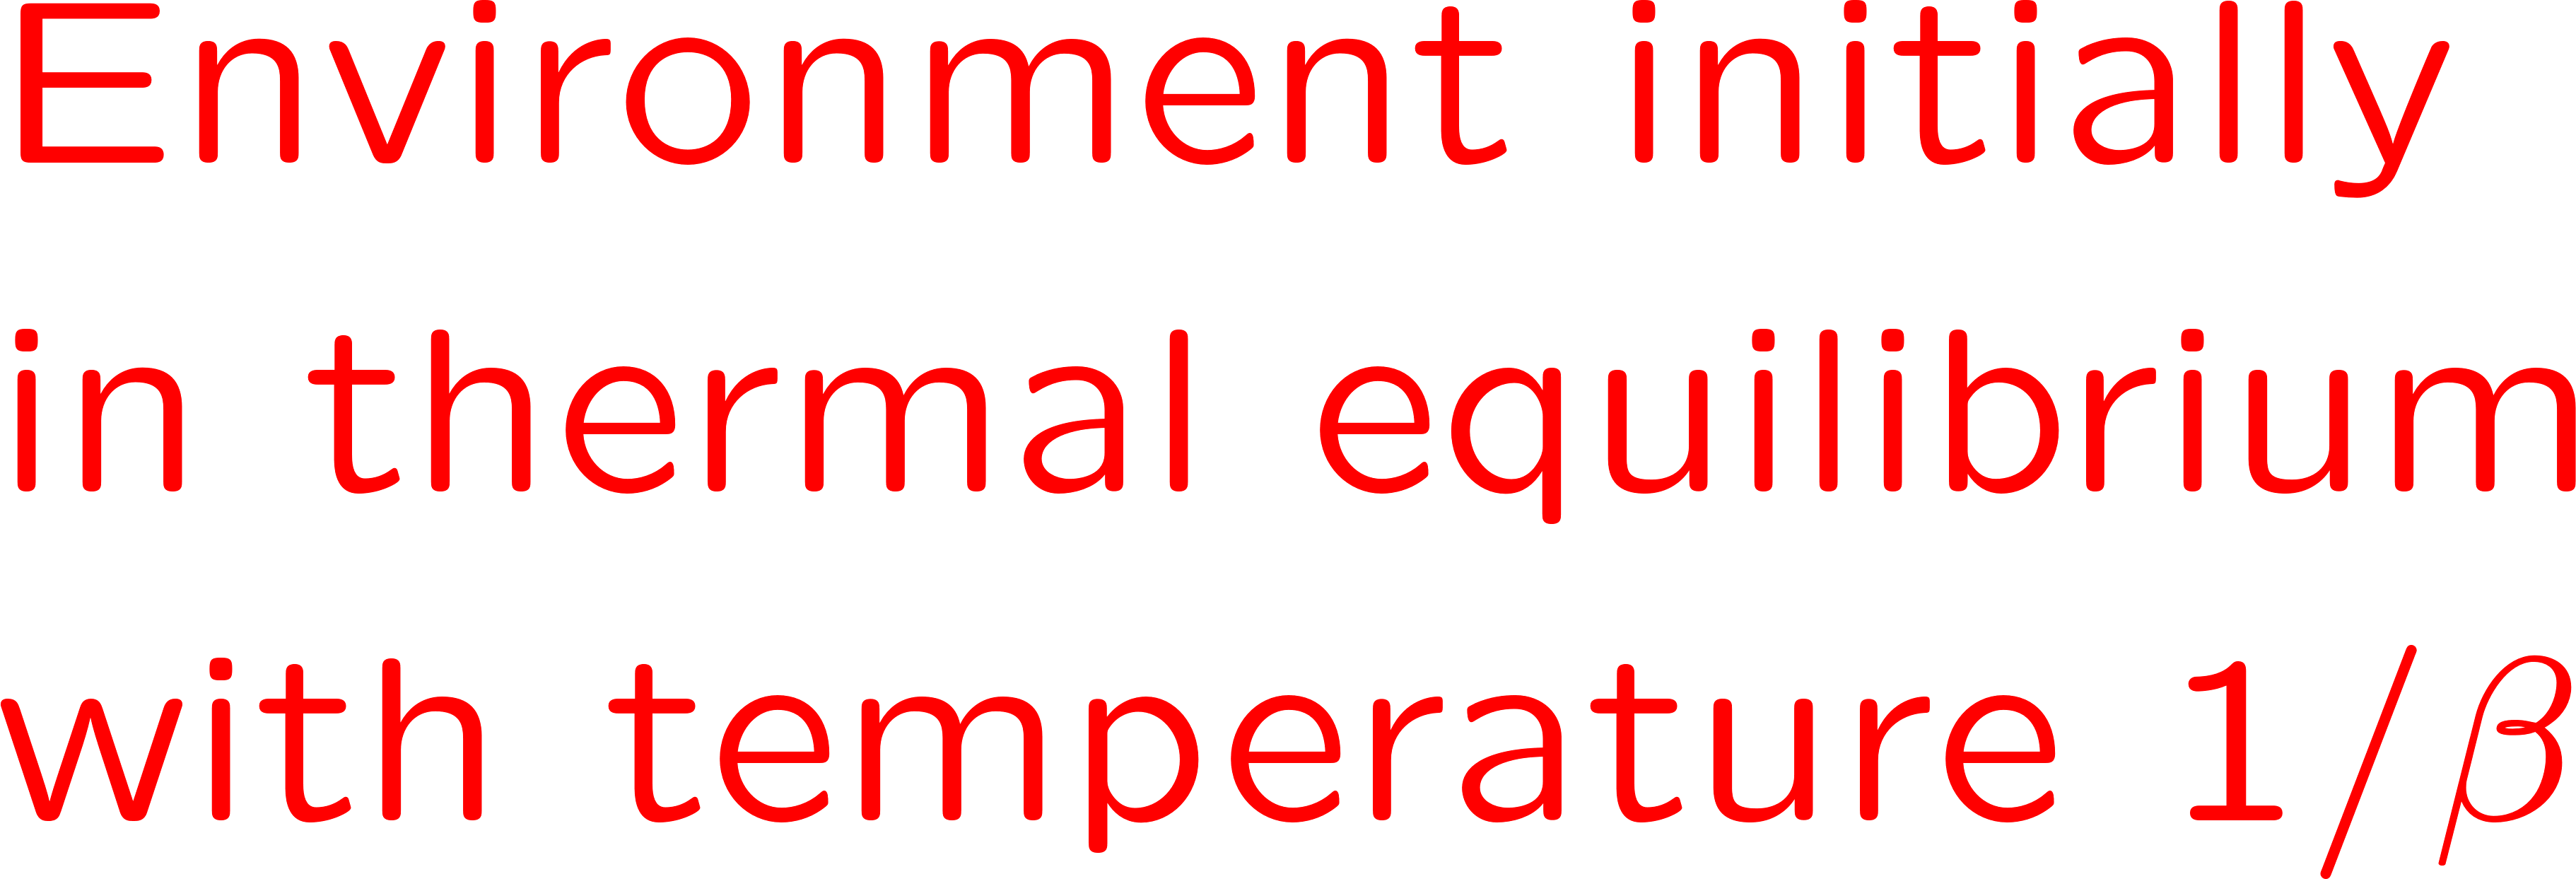 Environment initially
in thermal equilibrium
with temperature 1/β